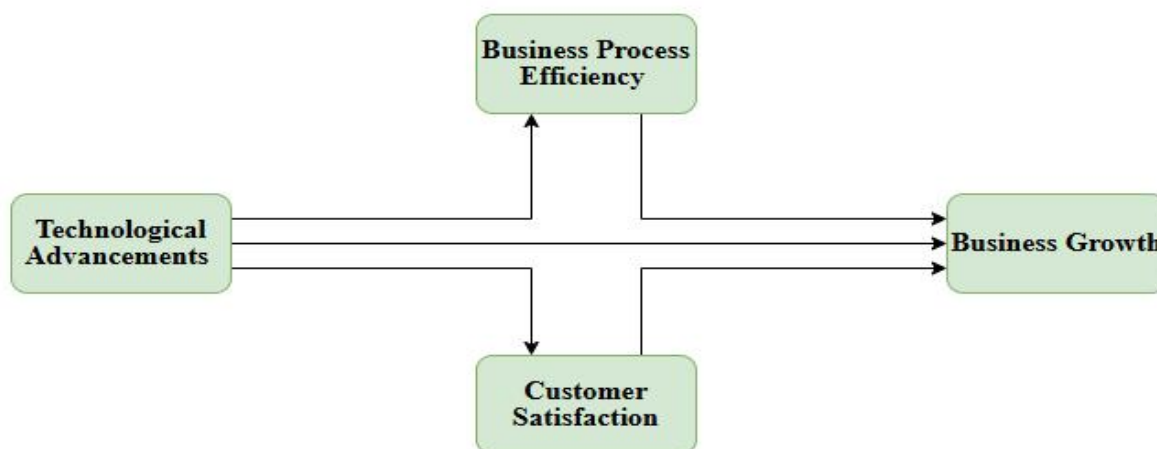 Business Process
Efficiency
Technological
Advancements
Business Growth
Customer
Satisfaction